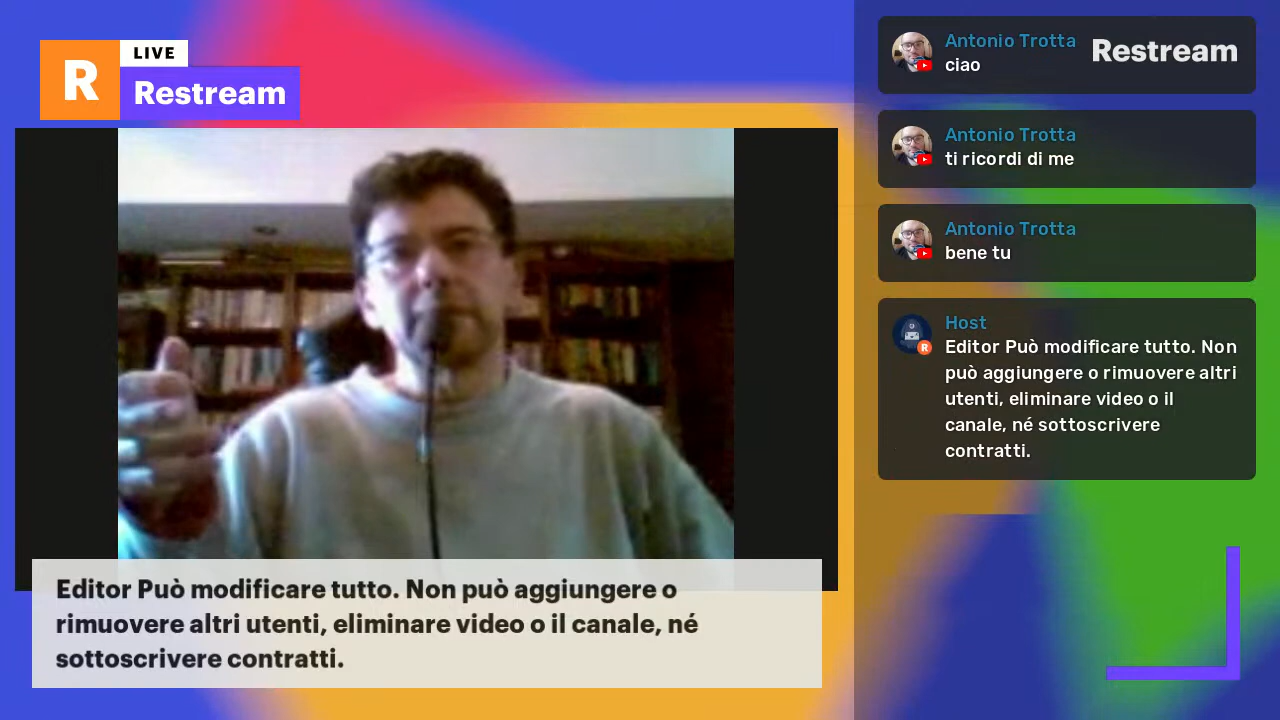 R
LIVE
Restream
Antonio Trotta
Restream
ciao
Antonio Trotta
ti ricordi di me
Antonio Trotta
bene tu
Host
R
Editor Può modificare tutto. Non
può aggiungere o rimuovere altri
utenti, eliminare video o il
canale, né sottoscrivere
contratti.
Editor Può modificare tutto. Non può aggiungere o
rimuovere altri utenti, eliminare video o il canale, né
sottoscrivere contratti.